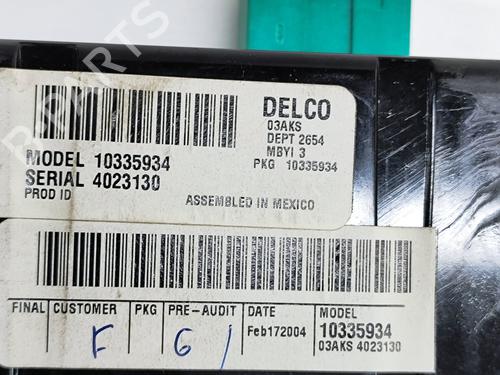 DELCO
03AKS
DEPT 2654
MBYI 3
PKG 10335934
MODEL 10335934
SERIAL 4023130
PROD ID
ASSEMBLED IN MEXICO
FINAL CUSTOMER PKG PRE-AUDIT DATE MODEL
F G/ Feb172004 10335934
03AKS 4023130
B-PARTS